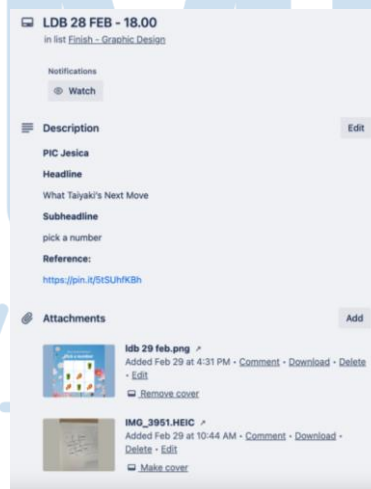 LDB 28 FEB - 18.00
in list Finish - Graphic Design
Notifications
Watch
Description
Edit
PIC Jesica
Headline
What Taiyaki's Next Move
Subheadline
pick a number
Reference:
https://pin.it/5tSUhfKBh
Attachments
Add
ldb 29 feb.png ↗
Added Feb 29 at 4:31 PM • Comment • Download • Delete
• Edit
Remove cover
pick a number
IMG_3951.HEIC ↗
Added Feb 29 at 10:44 AM • Comment • Download •
Delete • Edit
Make cover